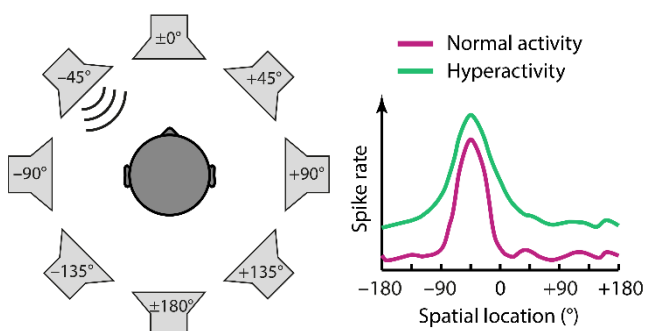 ±0°
–45°
+45°
–90°
+90°
–135°
+135°
±180°
Normal activity
Hyperactivity
Spike rate
–180 –90 0 +90 +180
Spatial location (°)